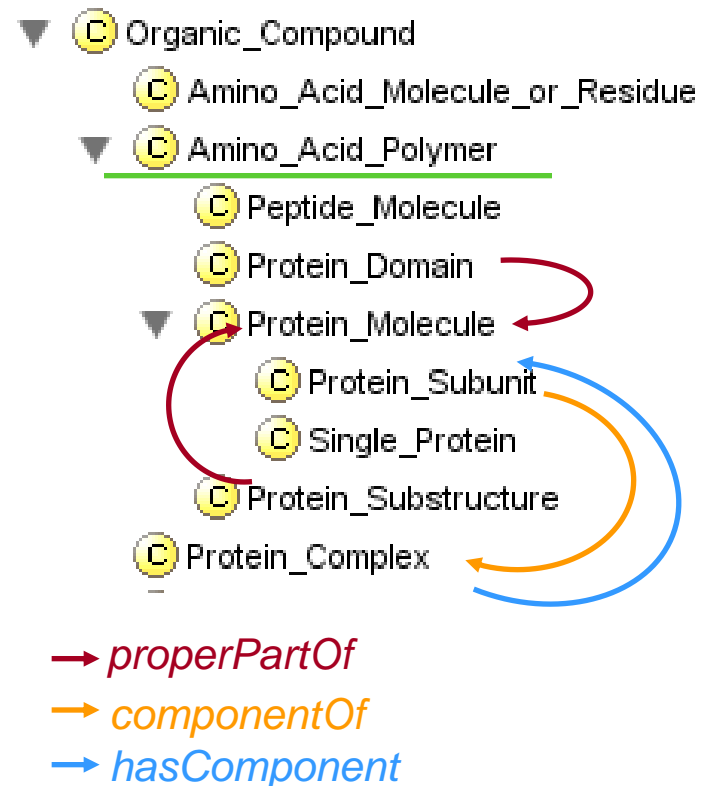 C Organic_Compound
C Amino_Acid_Molecule_or_Residue
C Amino_Acid_Polymer
C Peptide_Molecule
C Protein_Domain
C Protein_Molecule
C Protein_Subunit
C Single_Protein
C Protein_Substructure
C Protein_Complex
properPartOf
componentOf
hasComponent